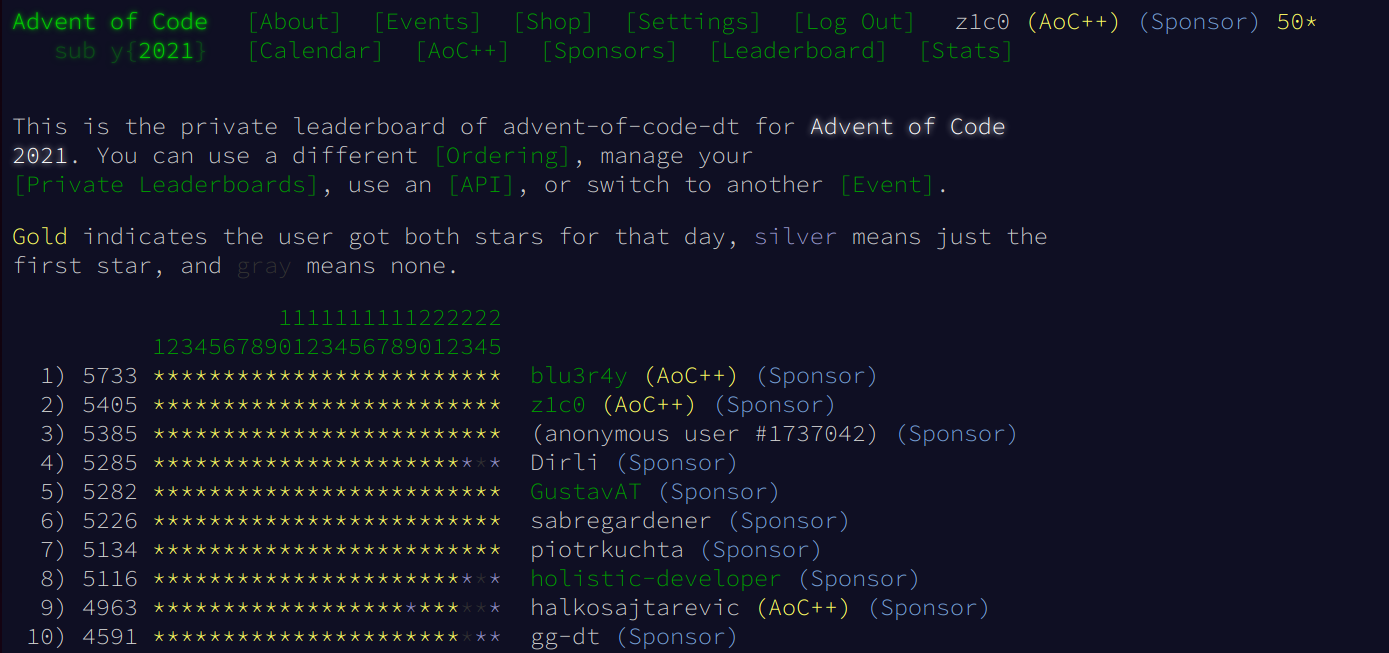 Advent of Code [About] [Events] [Shop] [Settings] [Log Out] z1c0 (AoC++) (Sponsor) 50*
sub y{2021} [Calendar] [AoC++] [Sponsors] [Leaderboard] [Stats]
This is the private leaderboard of advent-of-code-dt for Advent of Code
2021. You can use a different [Ordering], manage your
[Private Leaderboards], use an [API], or switch to another [Event].
Gold indicates the user got both stars for that day, silver means just the
first star, and gray means none.
1111111111222222
1234567890123456789012345
1) 5733 ************************* blu3r4y (AoC++) (Sponsor)
2) 5405 ************************* z1c0 (AoC++) (Sponsor)
3) 5385 ************************* (anonymous user #1737042) (Sponsor)
4) 5285 ************************* Dirli (Sponsor)
5) 5282 ************************* GustavAT (Sponsor)
6) 5226 ************************* sabregardener (Sponsor)
7) 5134 ************************* piotrkuchta (Sponsor)
8) 5116 ************************* holistic-developer (Sponsor)
9) 4963 ************************* halkosajtarevic (AoC++) (Sponsor)
10) 4591 ************************* gg-dt (Sponsor)